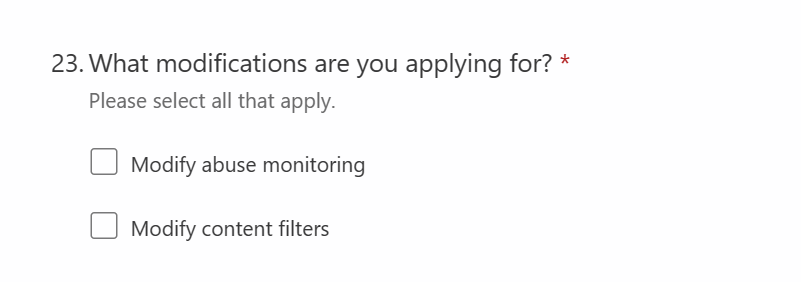 23. What modifications are you applying for? *
Please select all that apply.
Modify abuse monitoring
Modify content filters